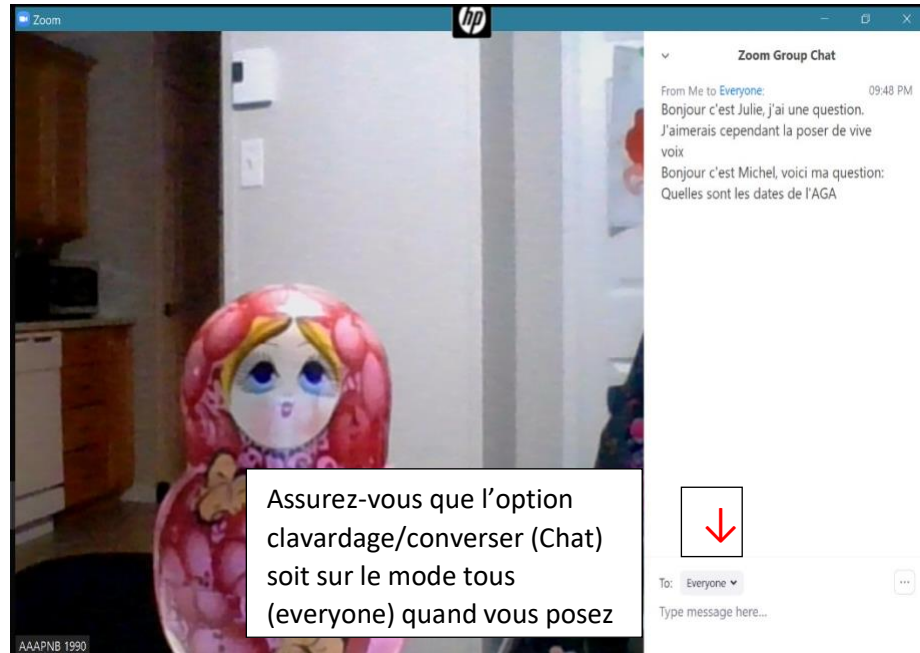 Zoom
hp
Zoom Group Chat
From Me to Everyone: 09:48 PM
Bonjour c'est Julie, j'ai une question.
J'aimerais cependant la poser de vive
voix
Bonjour c'est Michel, voici ma question:
Quelles sont les dates de l'AGA
Assurez-vous que l’option
clavardage/converser (Chat)
soit sur le mode tous
(everyone) quand vous posez
To: Everyone
Type message here...
AAAPNB 1990